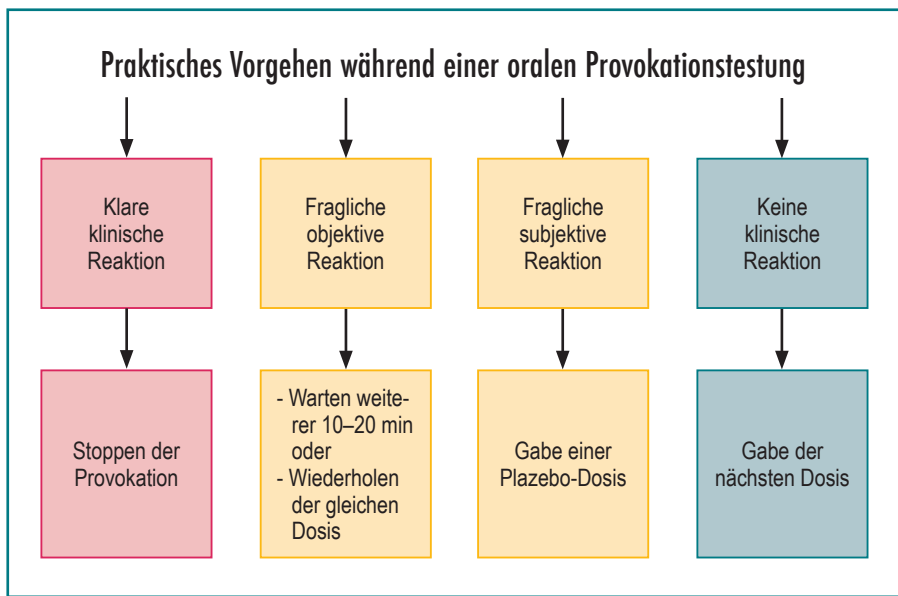 Praktisches Vorgehen während einer oralen Provokationstestung
Klare
klinische
Reaktion
Fragliche
objektive
Reaktion
Fragliche
subjektive
Reaktion
Keine
klinische
Reaktion
Stoppen der
Provokation
- Warten weite-
rer 10–20 min
oder
- Wiederholen
der gleichen
Dosis
Gabe einer
Plazebo-Dosis
Gabe der
nächsten Dosis